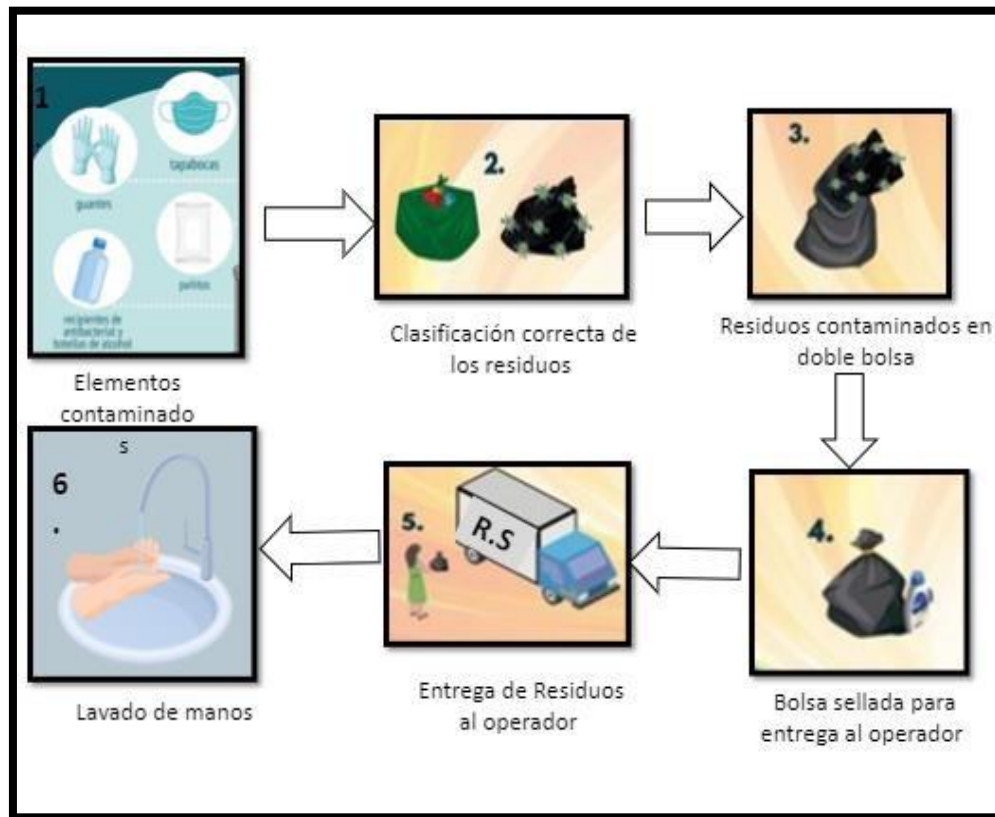 1
tapabocas
guantes
pañitos
recipientes de
antibacterial y
botellas de alcohol
Elementos
contaminado
s
2.
Clasificación correcta de
los residuos
3.
Residuos contaminados en
doble bolsa
4.
Bolsa sellada para
entrega al operador
5.
R.S
Entrega de Residuos
al operador
6
.
Lavado de manos